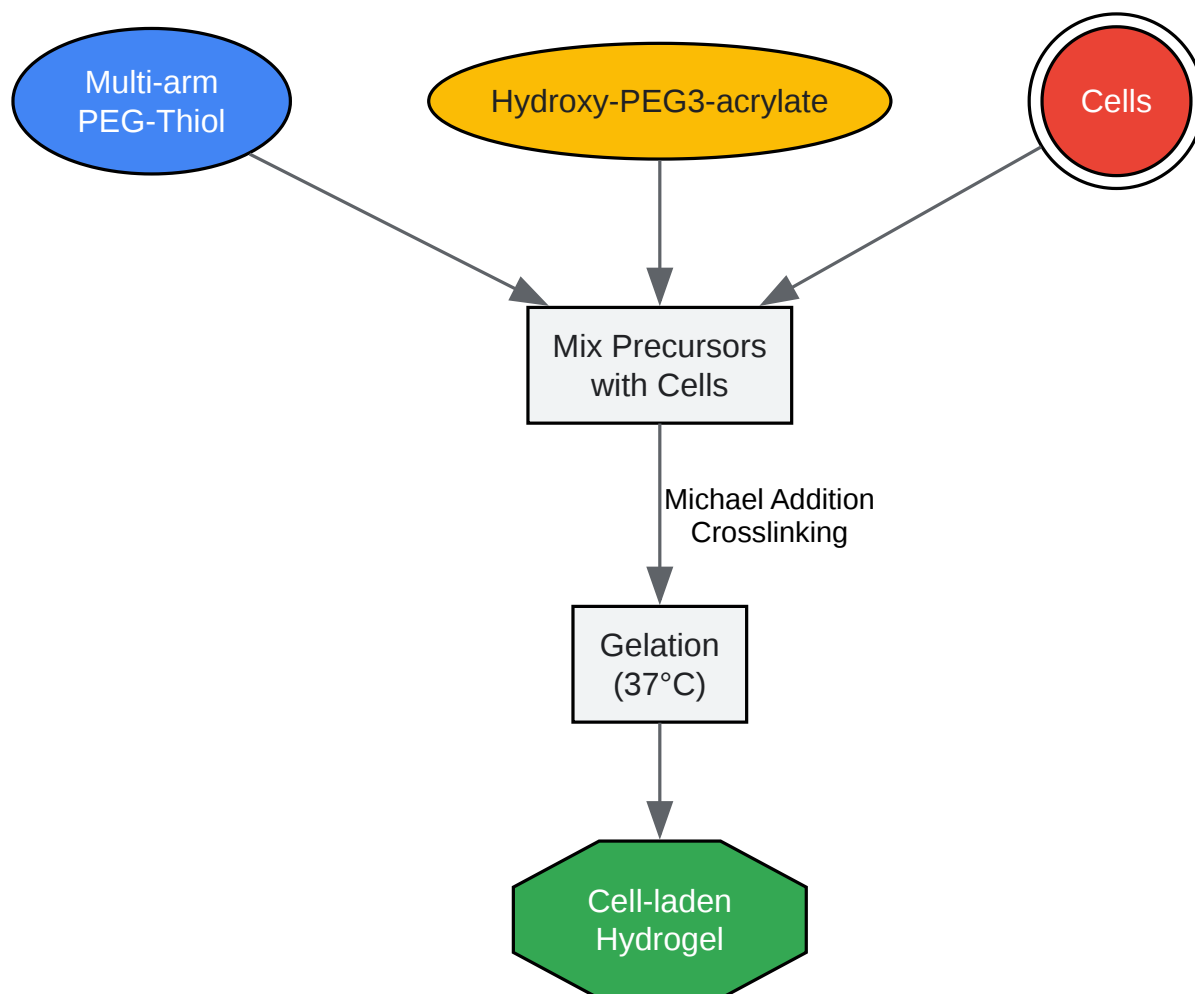 Multi-arm
PEG-Thiol
Hydroxy-PEG3-acrylate
Cells
Mix Precursors
with Cells
Michael Addition
Crosslinking
Gelation
(37°C)
Cell-laden
Hydrogel